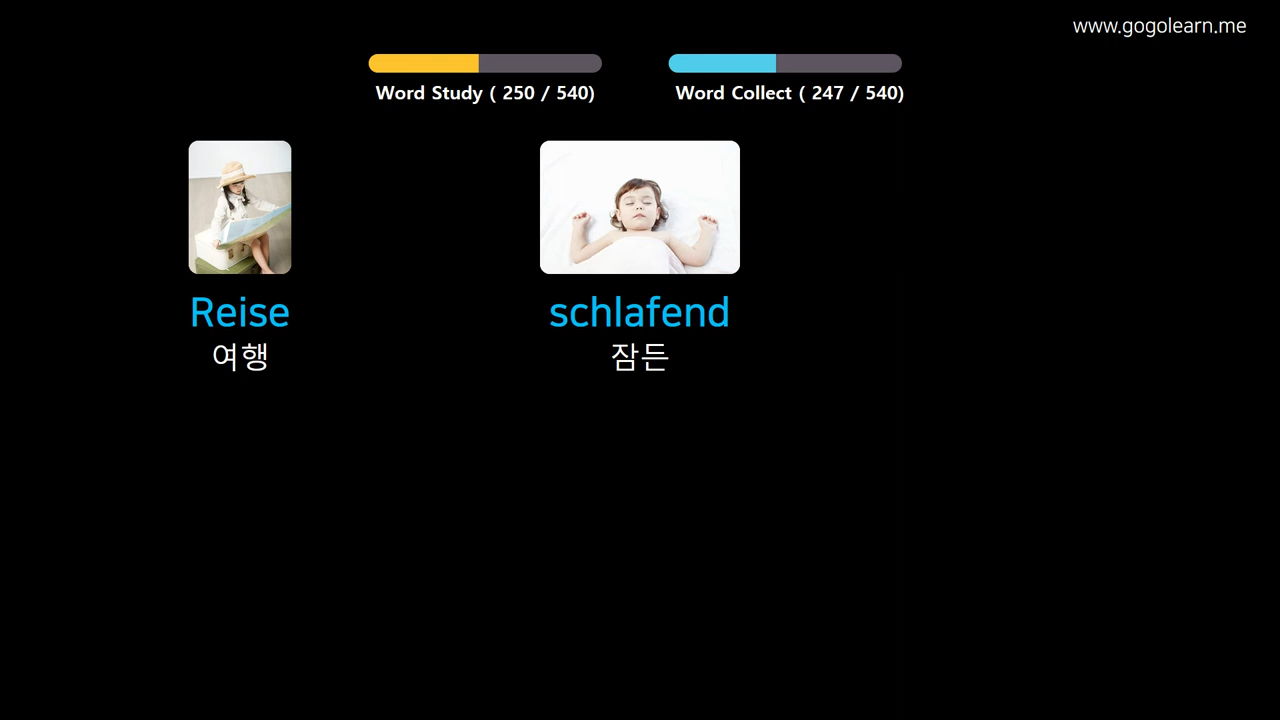 www.gogolearn.me
Word Study ( 250 / 540)
Word Collect ( 247 / 540)
Reise
여행
schlafend
잠든